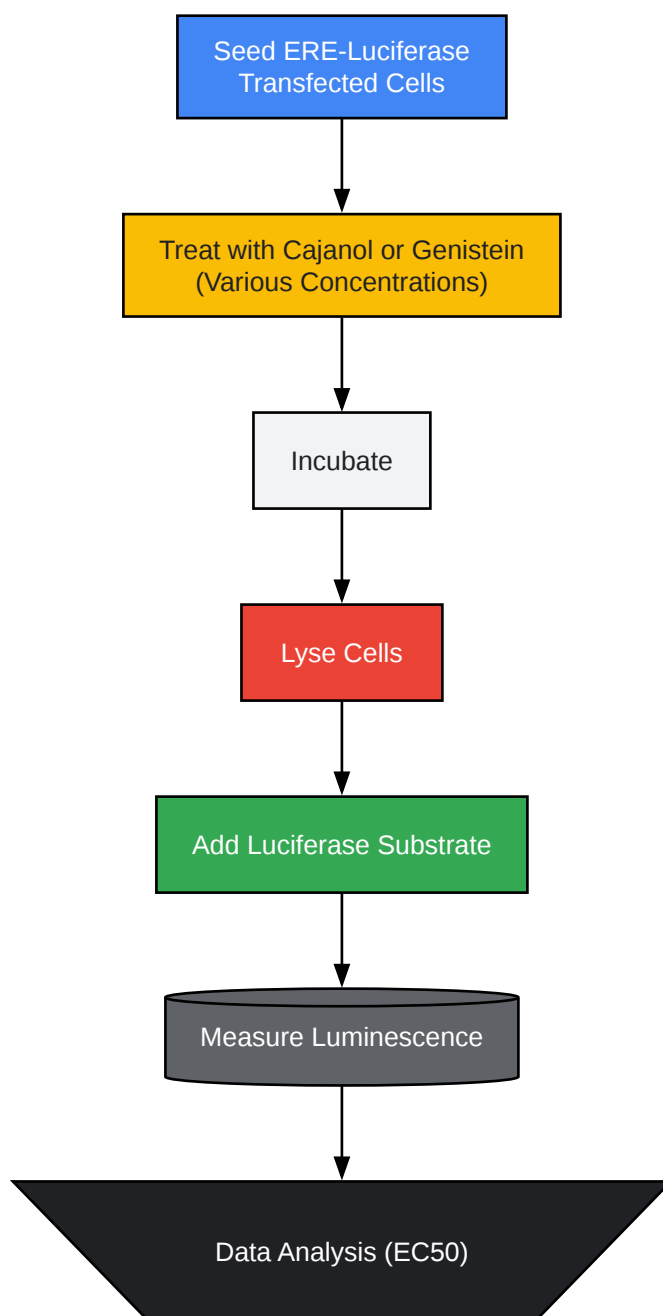 Seed ERE-Luciferase
Transfected Cells
Treat with Cajanol or Genistein
(Various Concentrations)
Incubate
Lyse Cells
Add Luciferase Substrate
Measure Luminescence
Data Analysis (EC50)